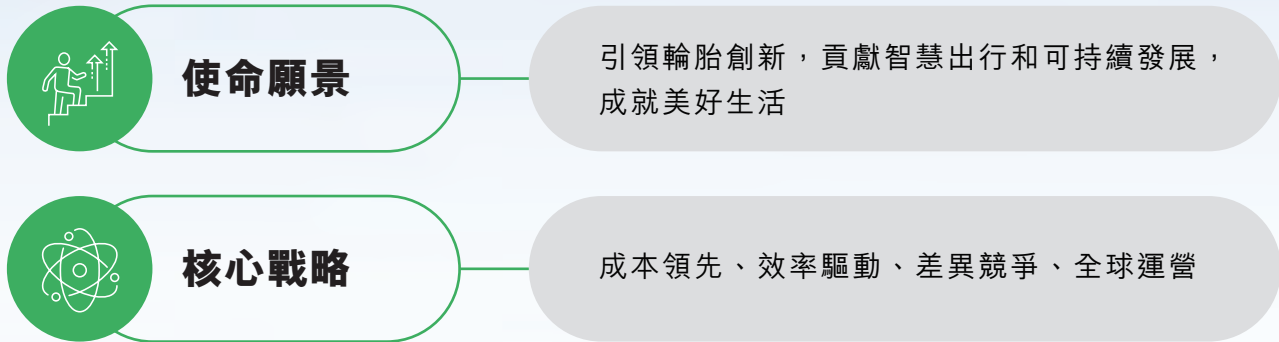 使命願景
引領輪胎創新，貢獻智慧出行和可持續發展，
成就美好生活
核心戰略
成本領先、效率驅動、差異競爭、全球運營